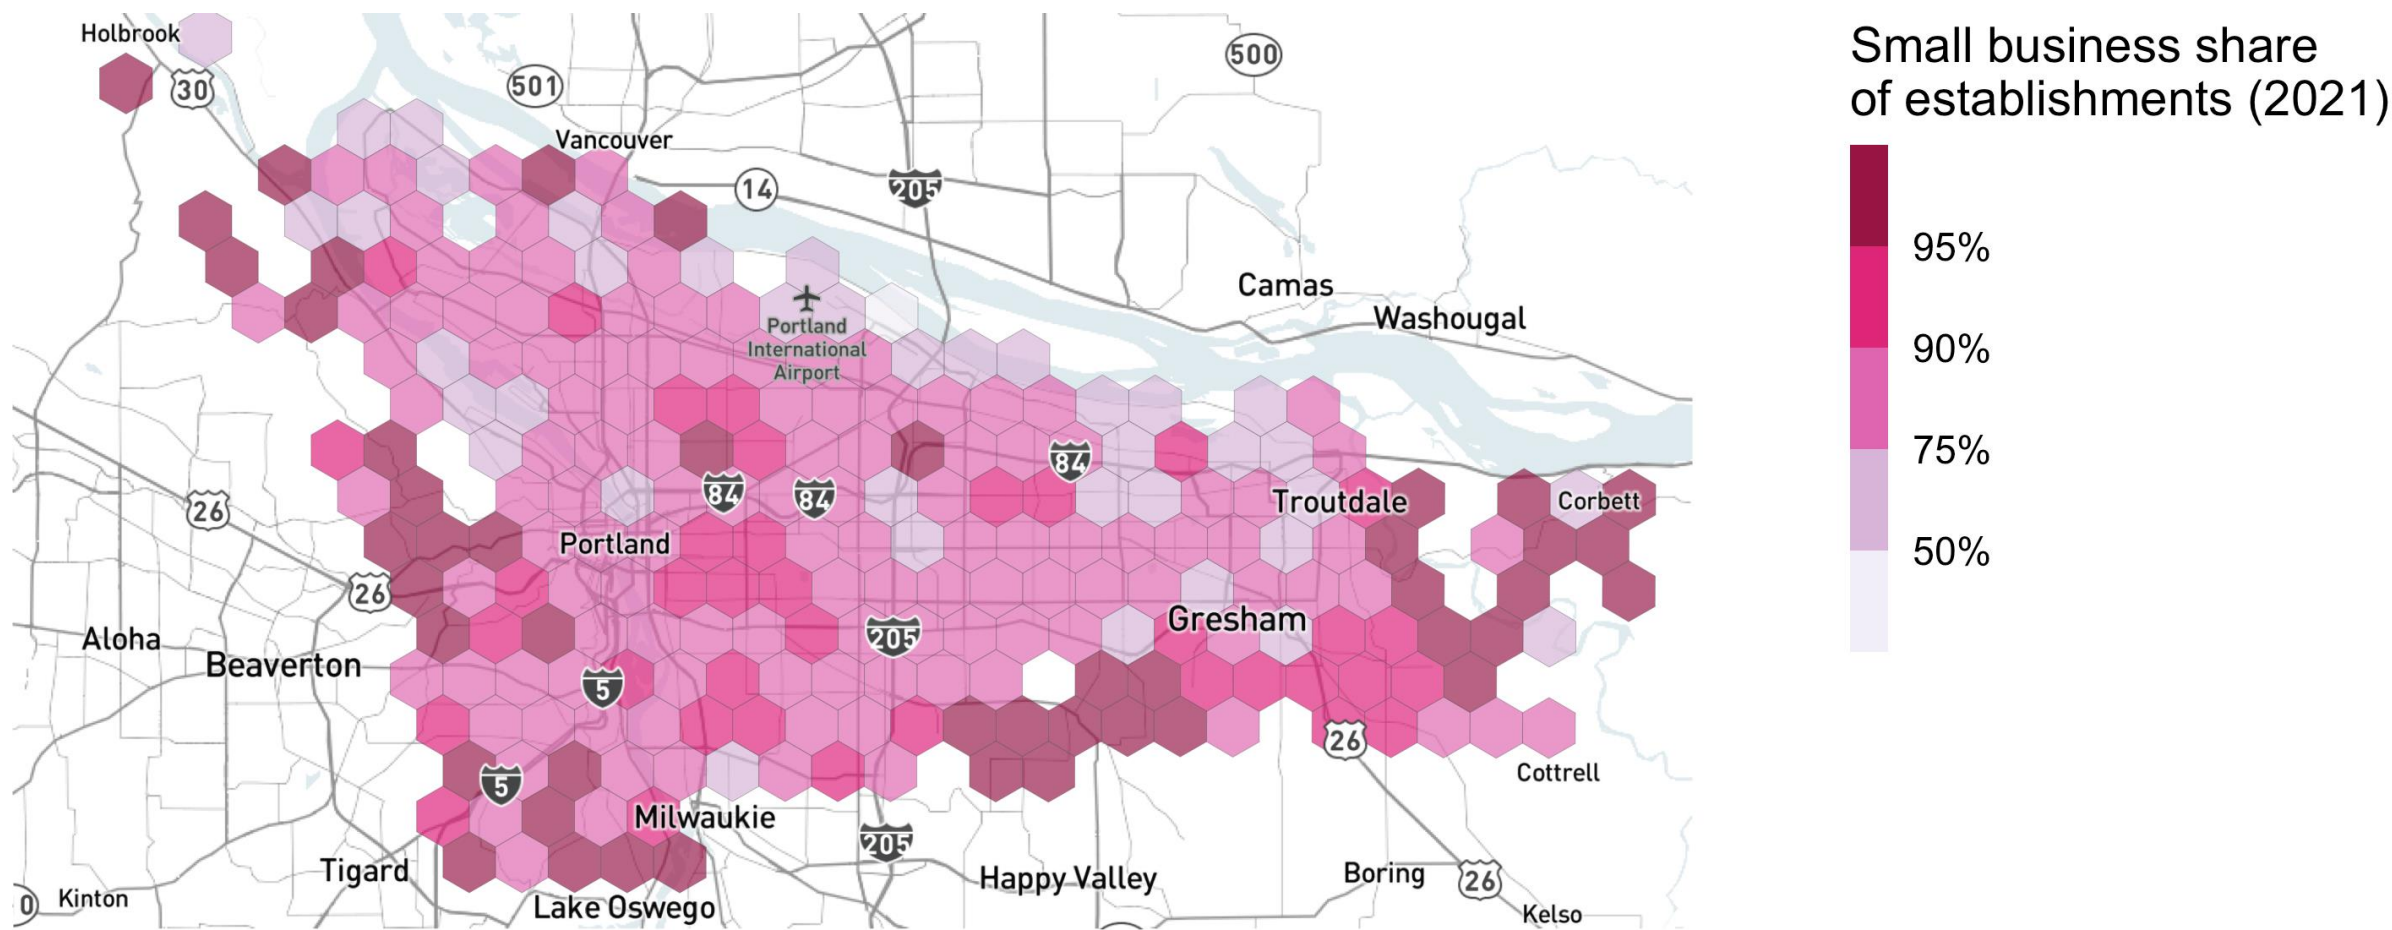 Holbrook
30
501
500
Vancouver
14
205
Camas
Washougal
Portland
International
Airport
84
84
84
26
Troutdale
Corbett
Portland
26
Gresham
205
Aloha
Beaverton
5
26
Cottrell
5
Milwaukie
205
Tigard
Happy Valley
Boring
26
Kinton
0
Lake Oswego
Kelso
Small business share
of establishments (2021)
95%
90%
75%
50%